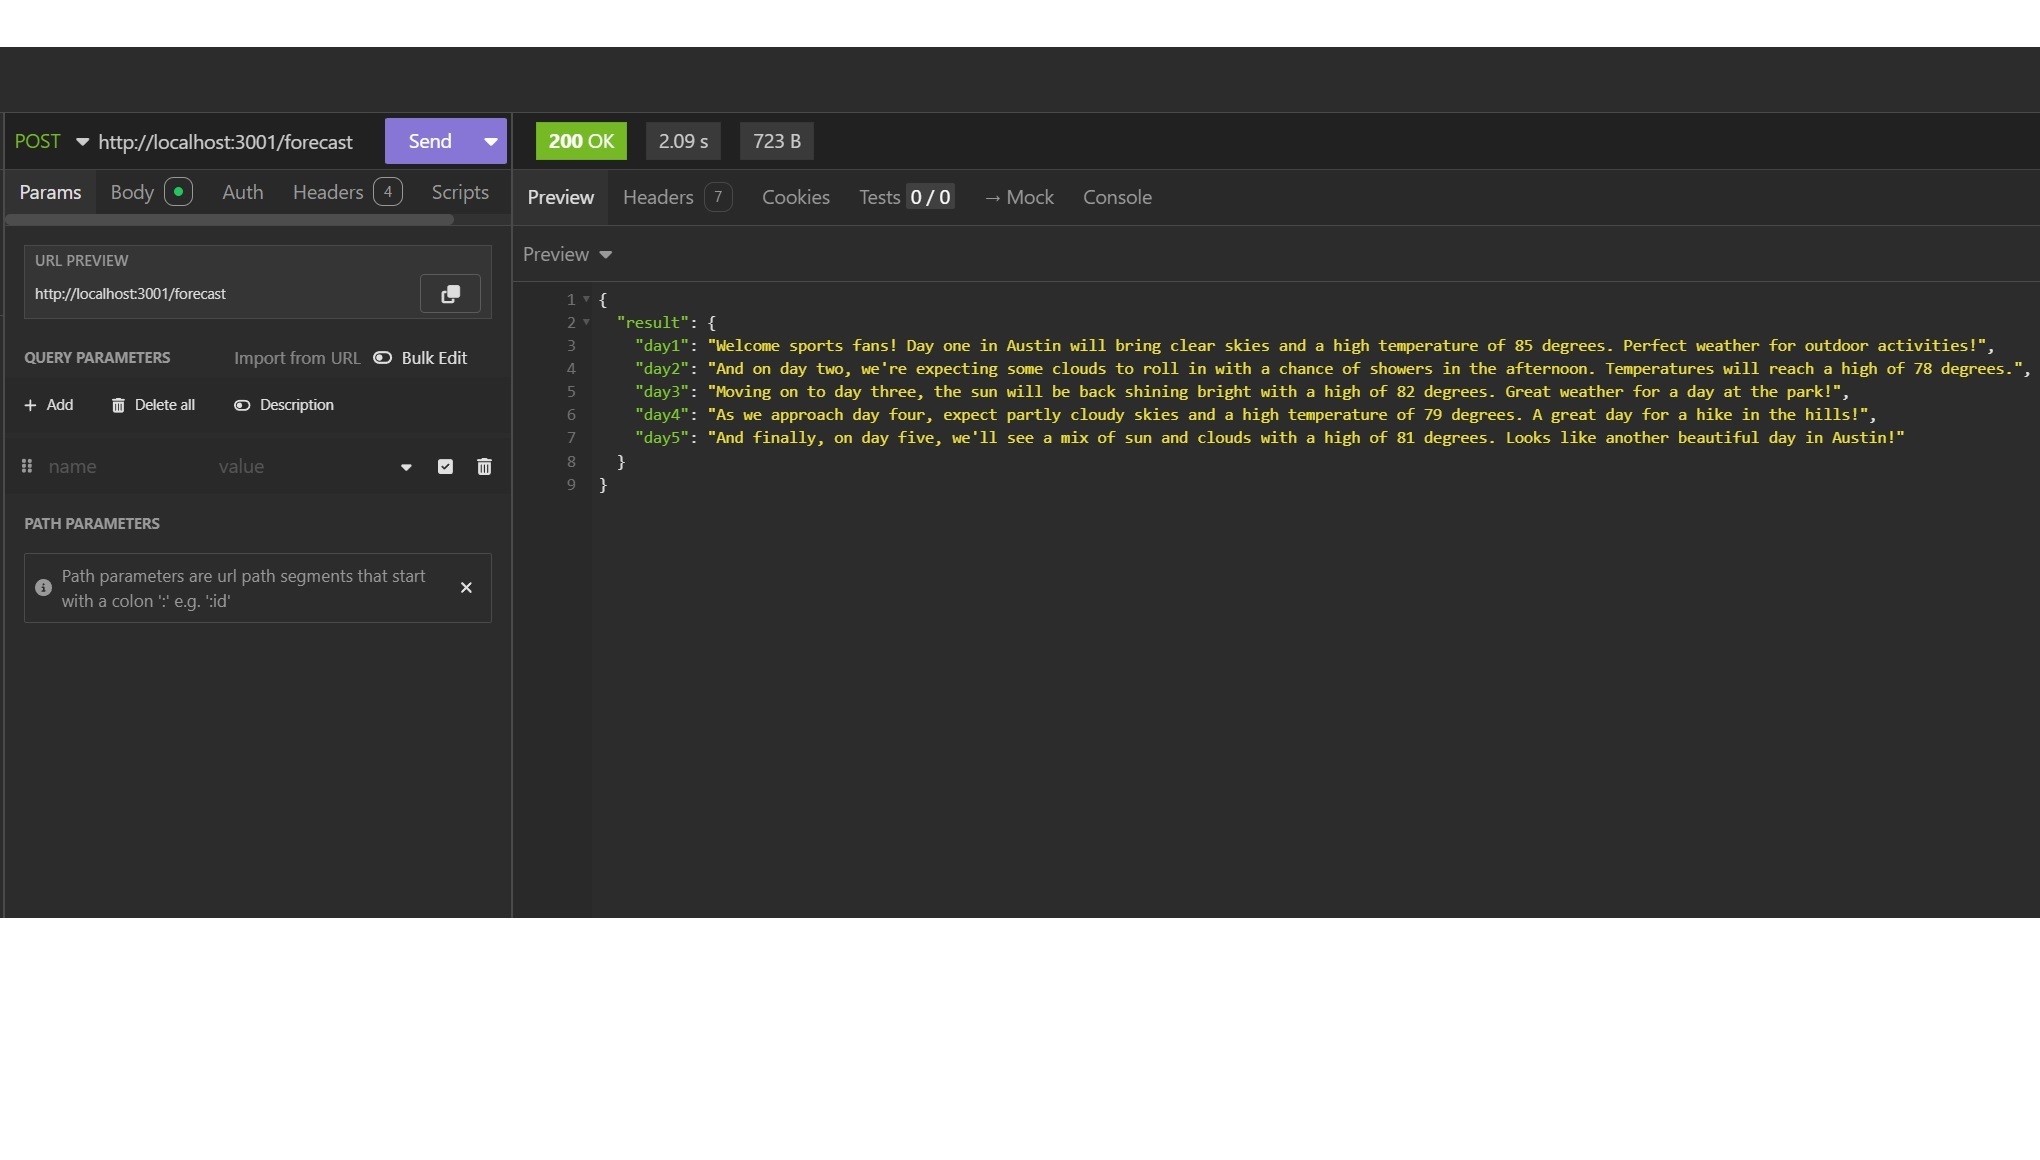 POST http://localhost:3001/forecast Send
200 OK 2.09 s 723 B
Params Body Auth Headers 4 Scripts
Preview Headers 7 Cookies Tests 0 / 0 → Mock Console
URL PREVIEW
http://localhost:3001/forecast
QUERY PARAMETERS Import from URL Bulk Edit
+ Add Delete all Description
name value
PATH PARAMETERS
Path parameters are url path segments that start
with a colon ':' e.g. ':id'
Preview
1 {
2 "result": {
3 "day1": "Welcome sports fans! Day one in Austin will bring clear skies and a high temperature of 85 degrees. Perfect weather for outdoor activities!",
4 "day2": "And on day two, we're expecting some clouds to roll in with a chance of showers in the afternoon. Temperatures will reach a high of 78 degrees.",
5 "day3": "Moving on to day three, the sun will be back shining bright with a high of 82 degrees. Great weather for a day at the park!",
6 "day4": "As we approach day four, expect partly cloudy skies and a high temperature of 79 degrees. A great day for a hike in the hills!",
7 "day5": "And finally, on day five, we'll see a mix of sun and clouds with a high of 81 degrees. Looks like another beautiful day in Austin!"
8 }
9 }